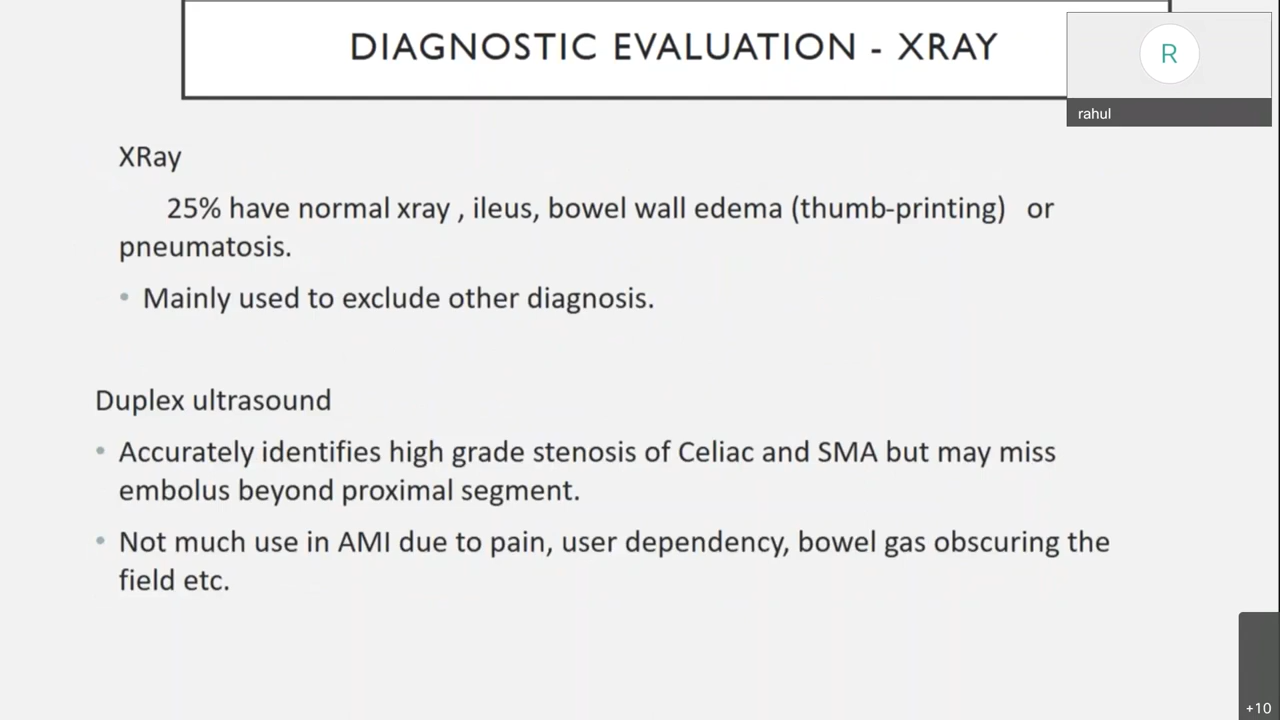 DIAGNOSTIC EVALUATION - XRAY
R
rahul
XRay
25% have normal xray , ileus, bowel wall edema (thumb-printing) or
pneumatosis.
• Mainly used to exclude other diagnosis.
Duplex ultrasound
• Accurately identifies high grade stenosis of Celiac and SMA but may miss
embolus beyond proximal segment.
• Not much use in AMI due to pain, user dependency, bowel gas obscuring the
field etc.
+10